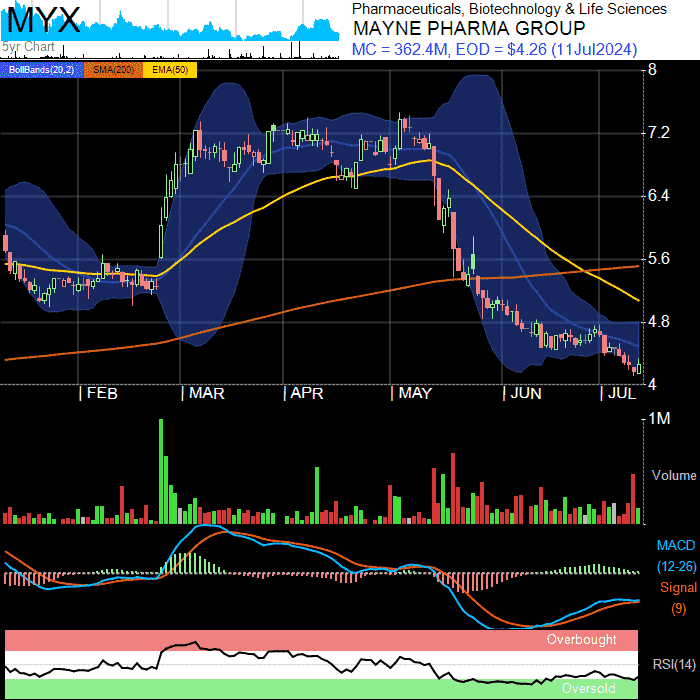 MYX
5yr Chart
Pharmaceuticals, Biotechnology & Life Sciences
MAYNE PHARMA GROUP
MC = 362.4M, EOD = $4.26 (11Jul2024)
BollBands(20,2) SMA(200) EMA(50)
8
7.2
6.4
5.6
4.8
4
FEB MAR APR MAY JUN JUL
1M
Volume
MACD
(12-26)
Signal
(9)
Overbought
RSI(14)
Oversold